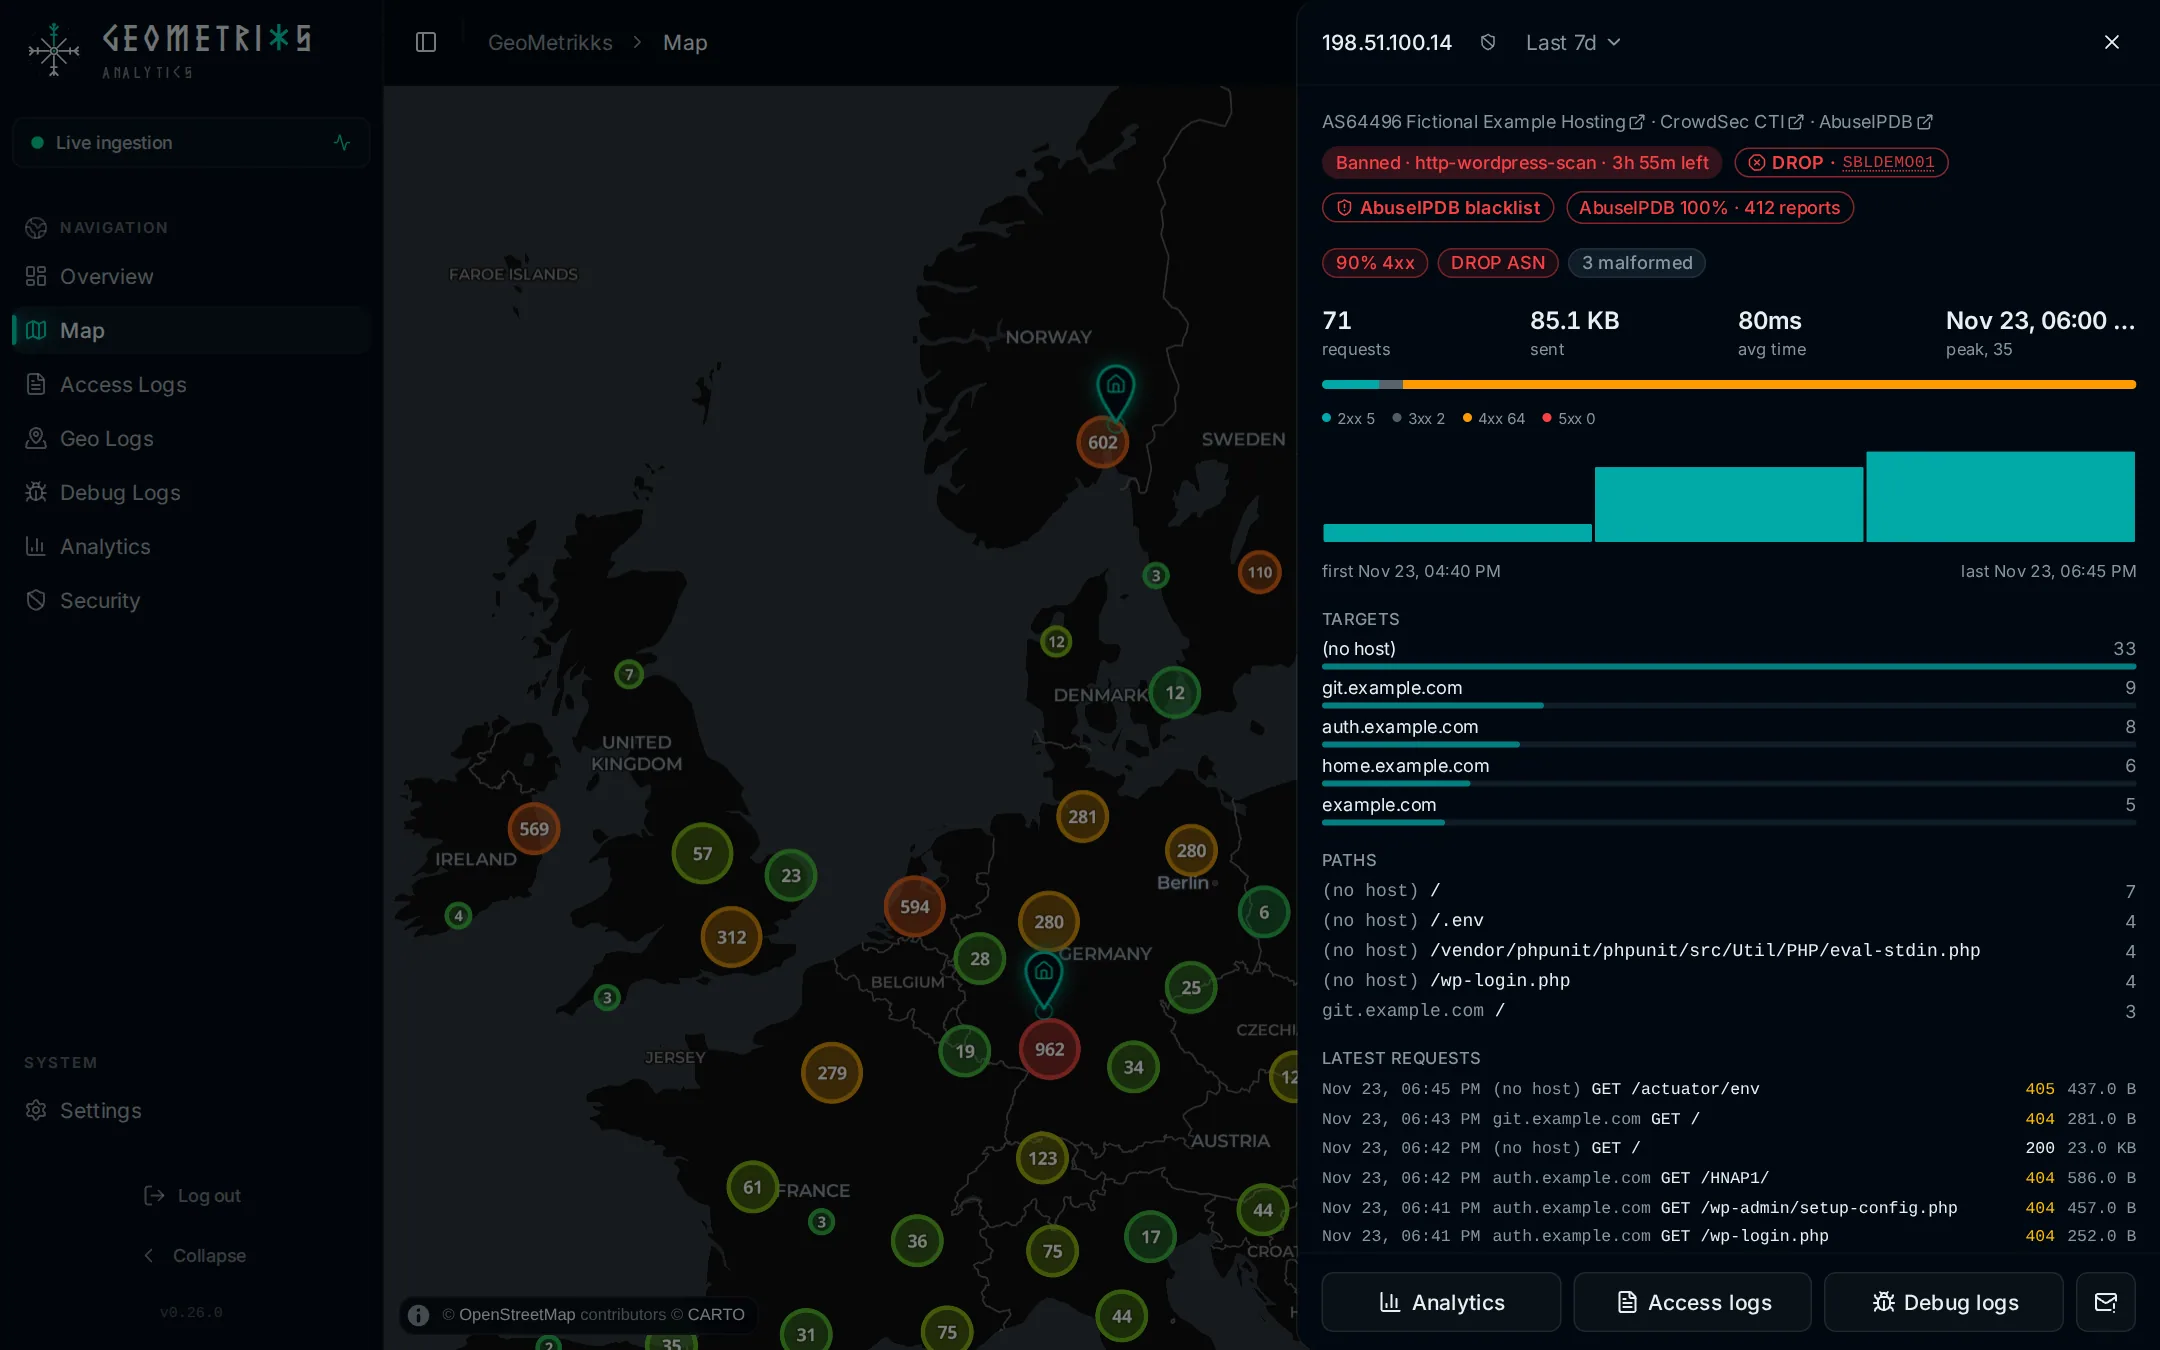 GEOMETRIKS
ANALYTICS
Live ingestion
NAVIGATION
Overview
Map
Access Logs
Geo Logs
Debug Logs
Analytics
Security
SYSTEM
Settings
Log out
Collapse
v0.26.0
GeoMetrikks > Map
FAROE ISLANDS
NORWAY
602
SWEDEN
110
3
12
7
DENMARK
12
UNITED
KINGDOM
569
IRELAND
57
23
281
280
Berlin
4
312
594
280
6
28
GERMANY
BELGIUM
25
3
CZECHI
JERSEY
19
962
34
279
12
AUSTRIA
123
61
FRANCE
3
44
36
75
17
CROAT
44
31
75
35
2
© OpenStreetMap contributors © CARTO
198.51.100.14 Last 7d
AS64496 Fictional Example Hosting · CrowdSec CTI · AbuseIPDB
Banned · http-wordpress-scan · 3h 55m left DROP · SBLDEMO01
AbuseIPDB blacklist AbuseIPDB 100% · 412 reports
90% 4xx DROP ASN 3 malformed
71 85.1 KB 80ms Nov 23, 06:00 ...
requests sent avg time peak, 35
2xx 5 3xx 2 4xx 64 5xx 0
first Nov 23, 04:40 PM last Nov 23, 06:45 PM
TARGETS
(no host) 33
git.example.com 9
auth.example.com 8
home.example.com 6
example.com 5
PATHS
(no host) / 7
(no host) /.env 4
(no host) /vendor/phpunit/phpunit/src/Util/PHP/eval-stdin.php 4
(no host) /wp-login.php 4
git.example.com / 3
LATEST REQUESTS
Nov 23, 06:45 PM (no host) GET /actuator/env 405 437.0 B
Nov 23, 06:43 PM git.example.com GET / 404 281.0 B
Nov 23, 06:42 PM (no host) GET / 200 23.0 KB
Nov 23, 06:42 PM auth.example.com GET /HNAP1/ 404 586.0 B
Nov 23, 06:41 PM auth.example.com GET /wp-admin/setup-config.php 404 457.0 B
Nov 23, 06:41 PM auth.example.com GET /wp-login.php 404 252.0 B
Analytics
Access logs
Debug logs